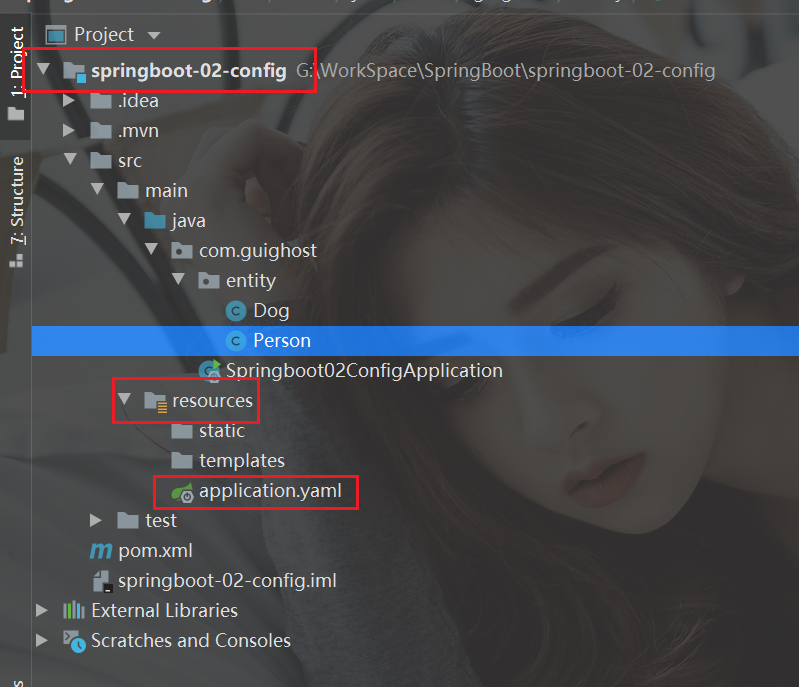 Project
1: Project
springboot-02-config G:\WorkSpace\SpringBoot\springboot-02-config
.idea
.mvn
src
7: Structure
main
java
com.guighost
entity
Dog
Person
Springboot02ConfigApplication
resources
static
templates
application.yaml
test
pom.xml
springboot-02-config.iml
External Libraries
Scratches and Consoles